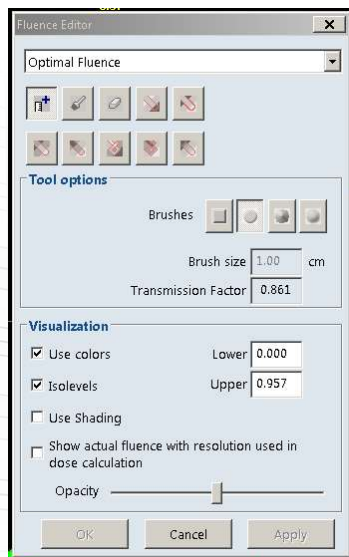 Fluence Editor
Optimal Fluence
Tool options
Brushes
Brush size 1.00 cm
Transmission Factor 0.861
Visualization
Use colors Lower 0.000
Isolevels Upper 0.957
Use Shading
Show actual fluence with resolution used in
dose calculation
Opacity
OK Cancel Apply